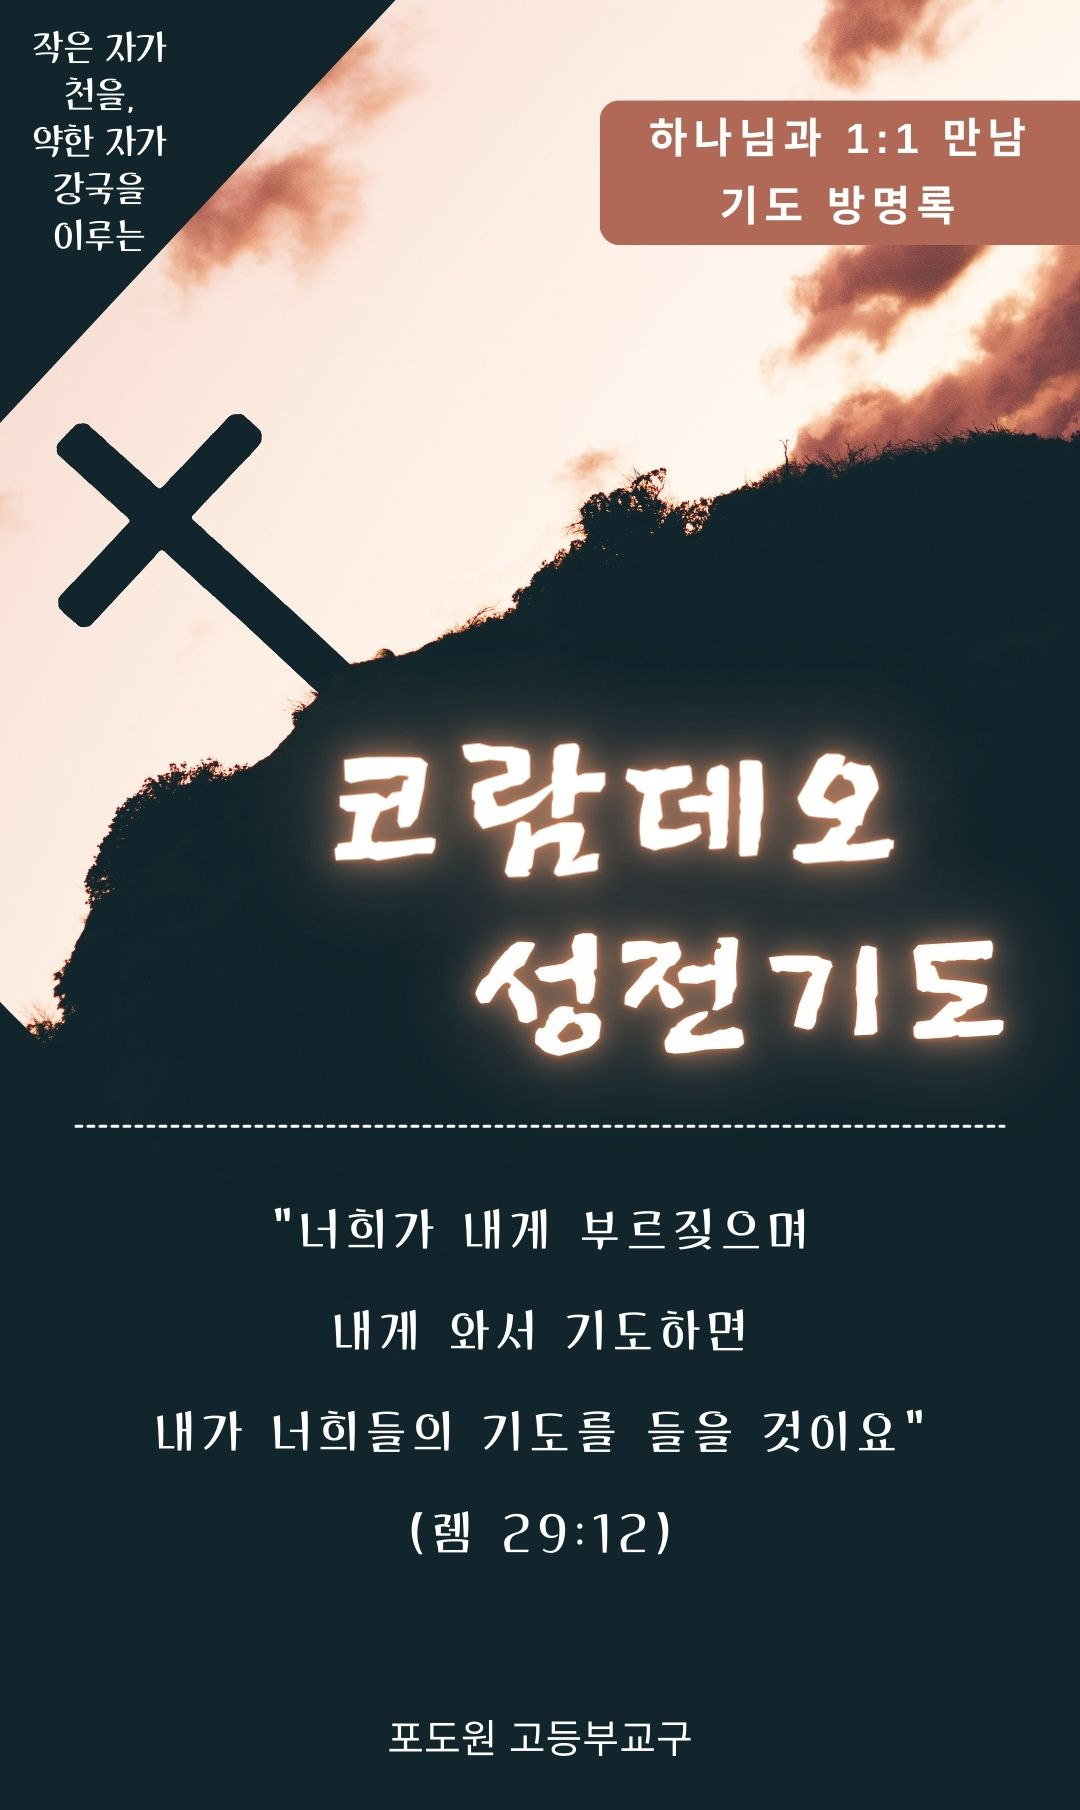 작은 자가
천을,
약한 자가
강국을
이루는
하나님과 1:1 만남
기도 방명록
코람데오
성전기도
"너희가 내게 부르짖으며
내게 와서 기도하면
내가 너희들의 기도를 들을 것이요"
(렘 29:12)
포도원 고등부교구